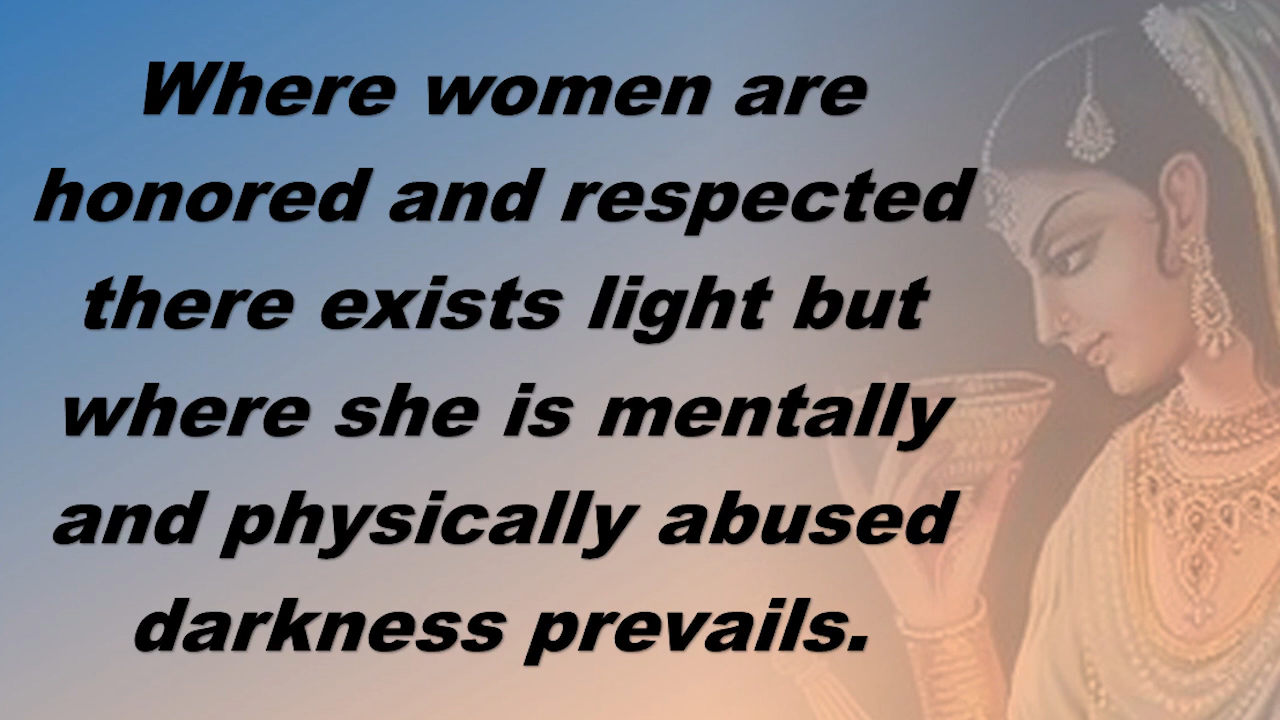 Where women are
honored and respected
there exists light but
where she is mentally
and physically abused
darkness prevails.